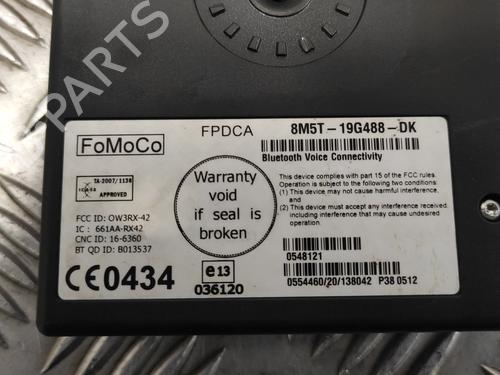 PARTS
FPDCA
8M5T-19G488-DK
FoMoCo
Bluetooth Voice Connectivity
This device complies with part 15 of the FCC rules.
Operation is subject to the following two conditions:
(1) This device may not cause harmful interference, and
(2) This device must accept any interference received, including interference that may cause undesired operation.
ICASA
TA-2007/1138
APPROVED
Warranty
void
if seal is
broken
FCC ID: OW3RX-42
IC : 661AA-RX42
CNC ID: 16-6360
BT QD ID: B013537
CE0434
e13
036120
0548121
0554460/20/138042 P38 0512